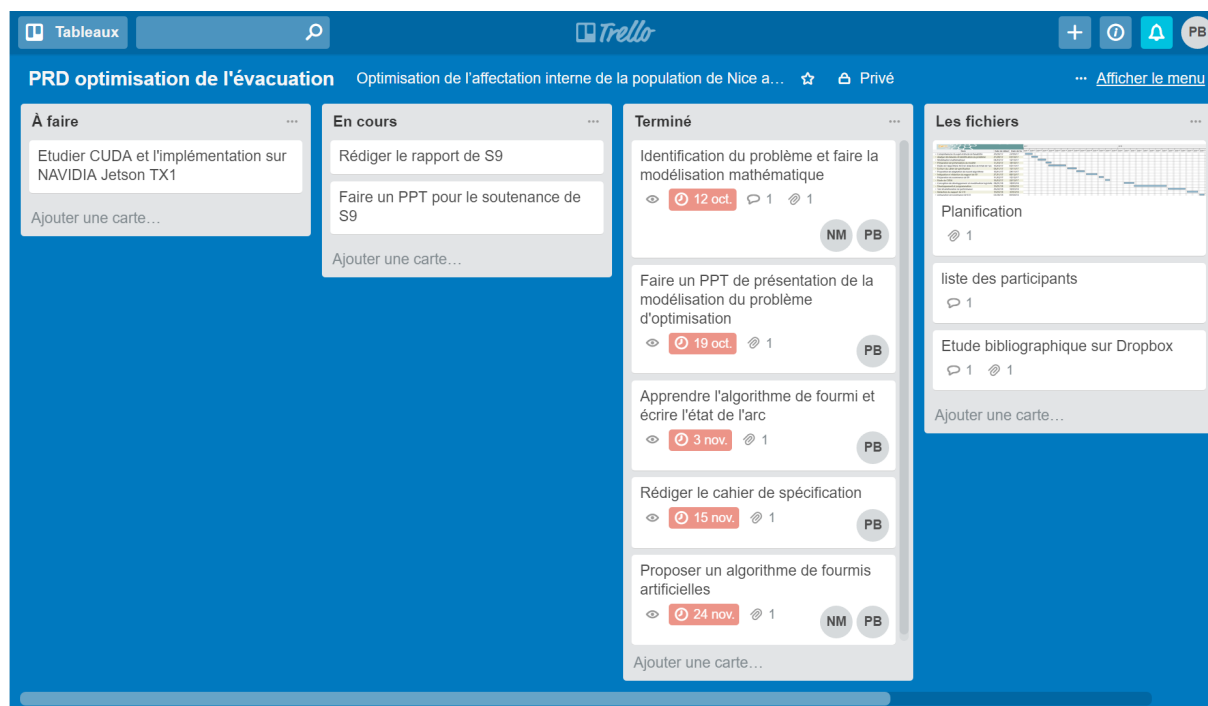 Tableaux
Trello
PB
PRD optimisation de l'évacuation
Optimisation de l'affectation interne de la population de Nice a…
Privé
Afficher le menu
À faire
Etudier CUDA et l'implémentation sur
NAVIDIA Jetson TX1
Ajouter une carte…
En cours
Rédiger le rapport de S9
Faire un PPT pour le soutenance de
S9
Ajouter une carte…
Terminé
Identification du problème et faire la
modélisation mathématique
12 oct. 1 1
NM PB
Faire un PPT de présentation de la
modélisation du problème
d'optimisation
19 oct. 1
PB
Apprendre l'algorithme de fourmi et
écrire l'état de l'arc
3 nov. 1
PB
Rédiger le cahier de spécification
15 nov. 1
PB
Proposer un algorithme de fourmis
artificielles
24 nov. 1
NM PB
Ajouter une carte…
Les fichiers
Planification
1
liste des participants
1
Etude bibliographique sur Dropbox
1 1
Ajouter une carte…